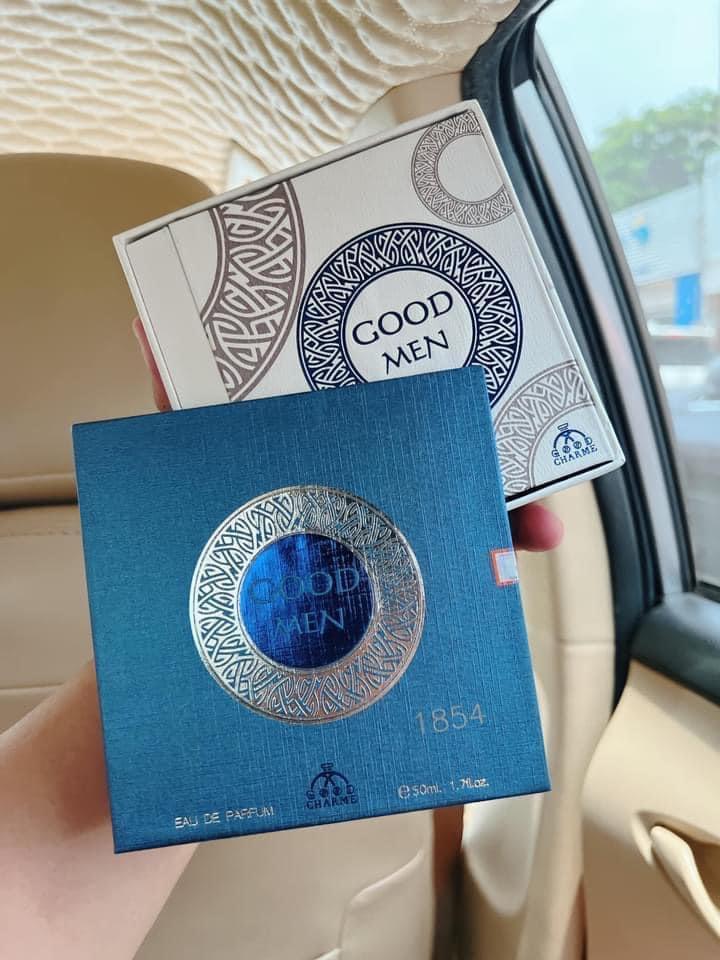 GOOD
MEN
GOOD
CHARME
GOOD
MEN
1854
GOOD
CHARME
EAU DE PARFUM
℮50ml. 1.7fl.oz.